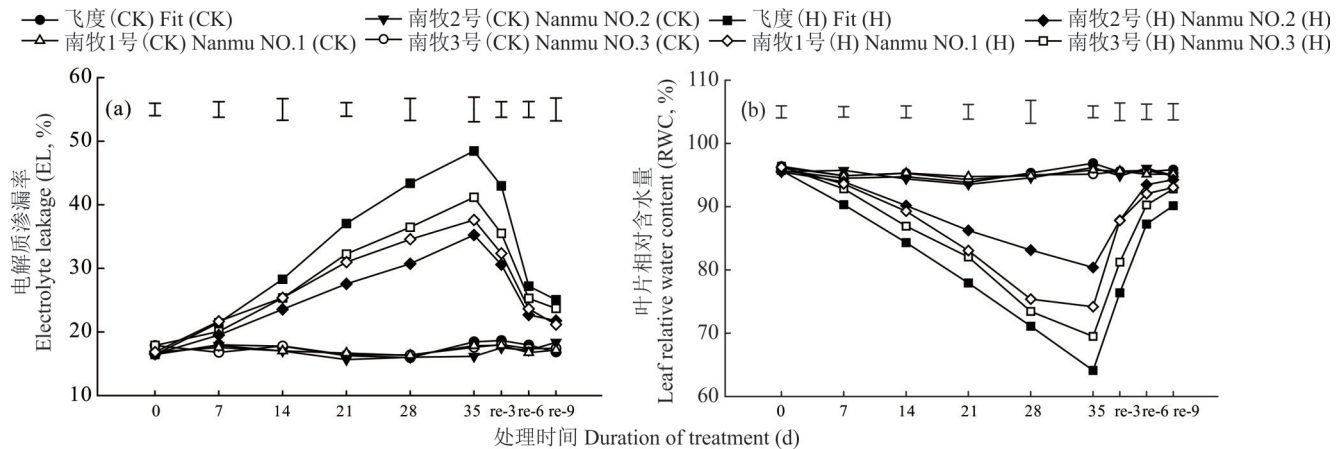 飞度(CK) Fit (CK) 南牧2号(CK) Nanmu NO.2 (CK) 飞度(H) Fit (H) 南牧2号(H) Nanmu NO.2 (H)
南牧1号(CK) Nanmu NO.1 (CK) 南牧3号(CK) Nanmu NO.3 (CK) 南牧1号(H) Nanmu NO.1 (H) 南牧3号(H) Nanmu NO.3 (H)
电解质渗漏率
Electrolyte leakage (EL, %)
60
50
40
30
20
10
(a)
0 7 14 21 28 35 re-3 re-6 re-9
叶片相对含水量
Leaf relative water content (RWC, %)
110
100
90
80
70
60
(b)
0 7 14 21 28 35 re-3 re-6 re-9
处理时间 Duration of treatment (d)